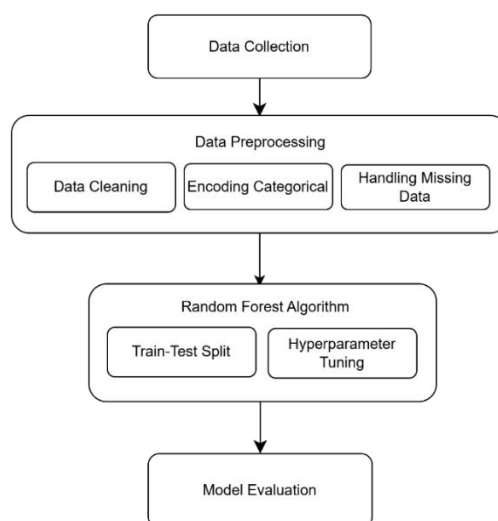 Data Collection
Data Preprocessing
Data Cleaning
Encoding Categorical
Handling Missing
Data
Random Forest Algorithm
Train-Test Split
Hyperparameter
Tuning
Model Evaluation